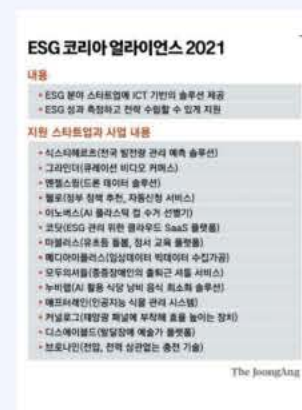 ESG 코리아 얼라이언스 2021
내용
• ESG 분야 스타트업에 ICT 기반의 솔루션 제공
• ESG 성과 측정하고 전략 수립할 수 있게 지원
지원 스타트업과 사업 내용
• 식스티헤르츠(전국 발전량 관리 예측 솔루션)
• 그라인더(큐레이션 비디오 커머스)
• 엔젤스윙(드론 데이터 솔루션)
• 웰로(정부 정책 추천, 자동신청 서비스)
• 이노버스(AI 플라스틱 컵 수거 선별기)
• 코닷(ESG 관리 위한 클라우드 SaaS 플랫폼)
• 마블러스(유초등 돌봄, 정서 교육 플랫폼)
• 메디아이플러스(임상데이터 빅데이터 수집가공)
• 모두의셔틀(중증장애인의 출퇴근 셔틀 서비스)
• 누비랩(AI 활용 식당 낭비 음식 최소화 솔루션)
• 애프터레인(인공지능 식물 관리 시스템)
• 커널로그(태양광 패널에 부착해 효율 높이는 장치)
• 디스에이블드(발달장애 예술가 플랫폼)
• 브로나인(전압, 전력 상관없는 충전 기술)
The JoongAng